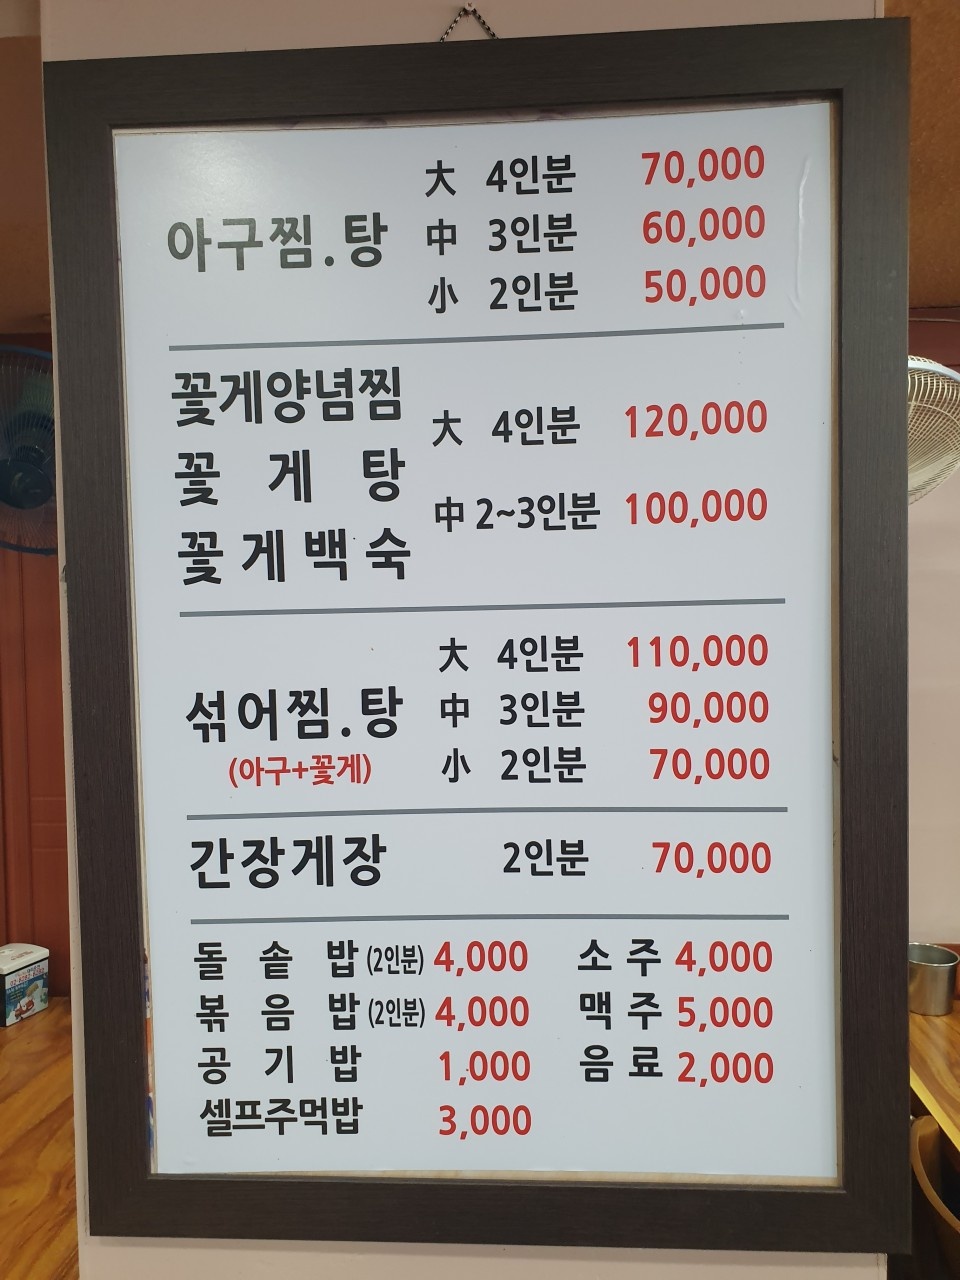 大 4인분 70,000
아구찜.탕 中 3인분 60,000
小 2인분 50,000
꽃게양념찜
大 4인분 120,000
꽃 게 탕
中 2~3인분 100,000
꽃게백숙
大 4인분 110,000
섞어찜.탕 中 3인분 90,000
(아구+꽃게) 小 2인분 70,000
간장게장 2인분 70,000
돌 솥 밥 (2인분) 4,000 소 주 4,000
볶 음 밥 (2인분) 4,000 맥 주 5,000
공 기 밥 1,000 음 료 2,000
셀프주먹밥 3,000